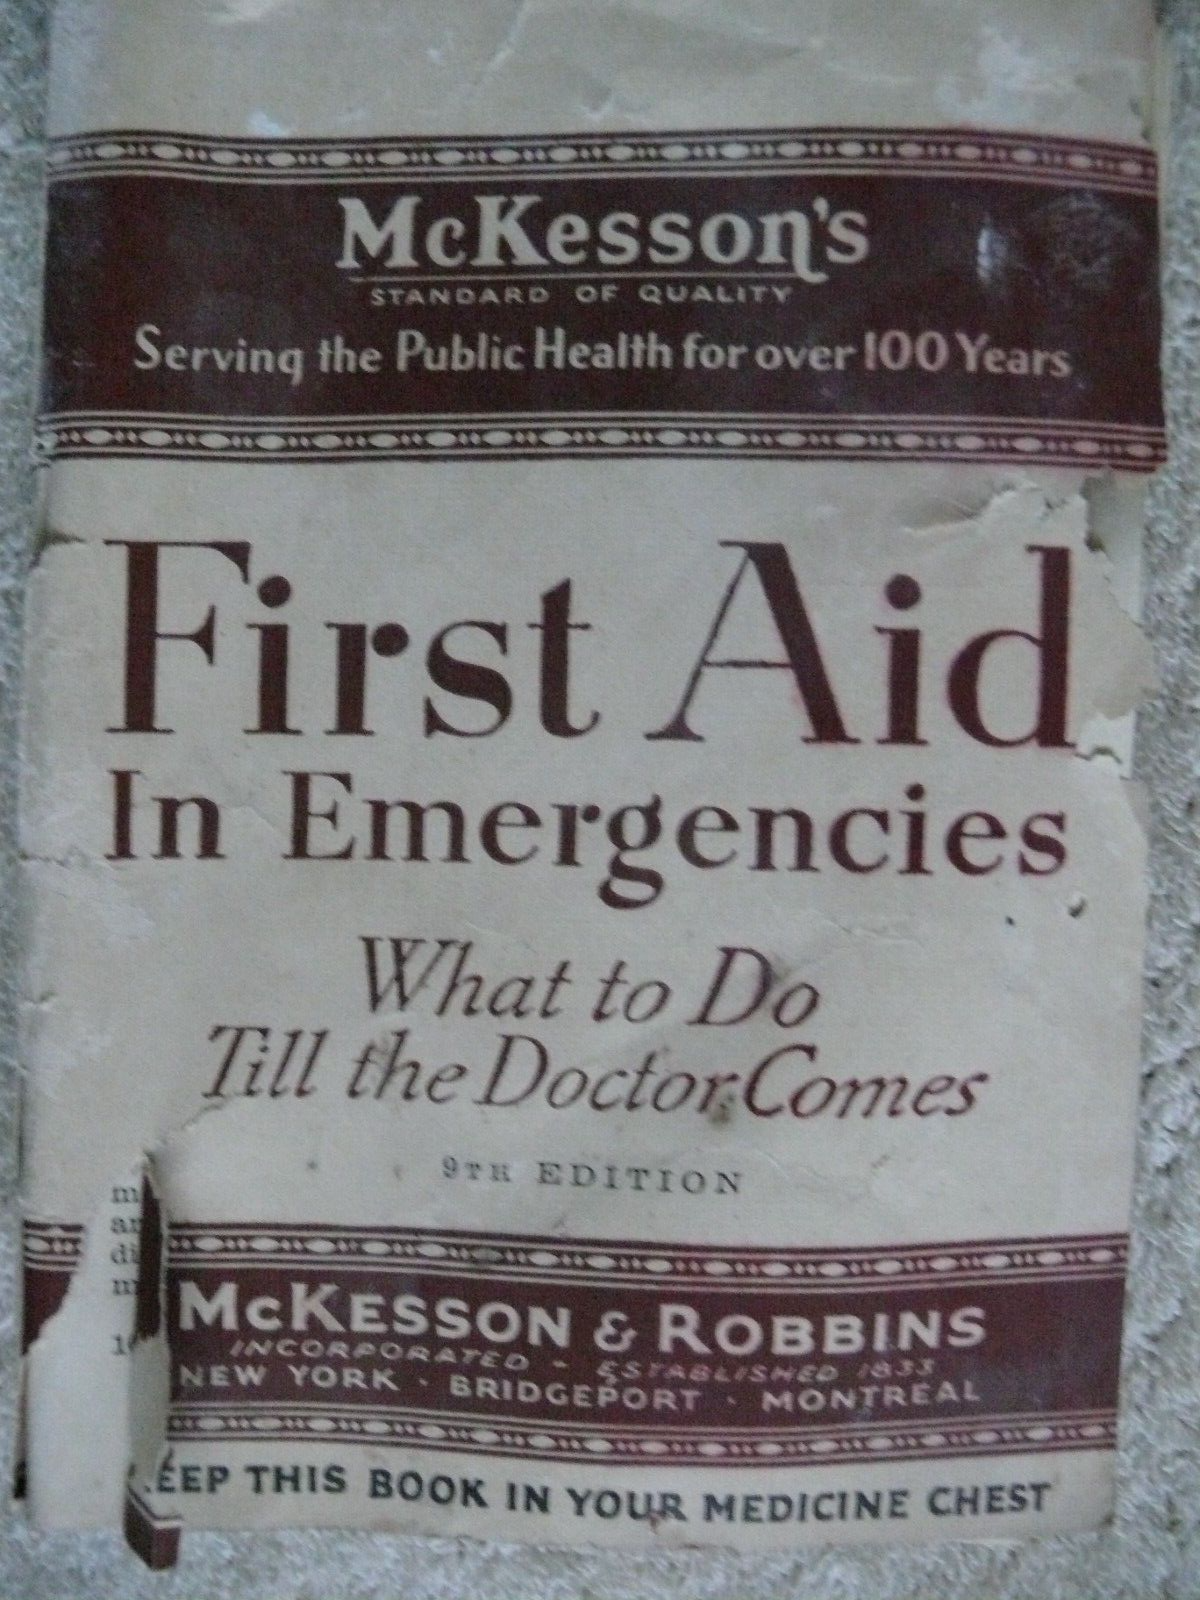 McKesson's
STANDARD OF QUALITY
Serving the Public Health for over 100 Years
First Aid
In Emergencies
What to Do
Till the Doctor Comes
9TH EDITION
McKESSON & ROBBINS
INCORPORATED - ESTABLISHED 1833
NEW YORK · BRIDGEPORT · MONTREAL
EEP THIS BOOK IN YOUR MEDICINE CHEST